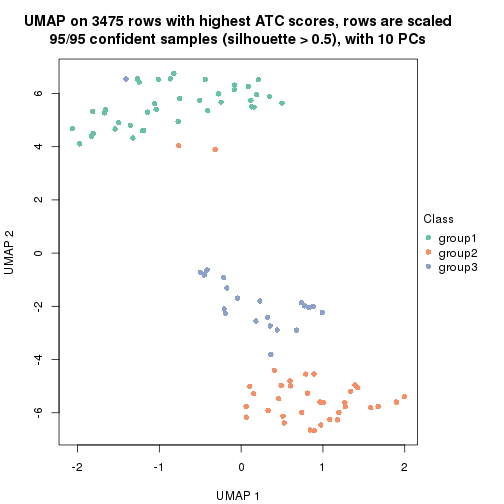 UMAP on 3475 rows with highest ATC scores, rows are scaled
95/95 confident samples (silhouette > 0.5), with 10 PCs
6
4
2
0
-2
-4
-6
UMAP 2
-2
-1
0
1
2
UMAP 1
Class
group1
group2
group3